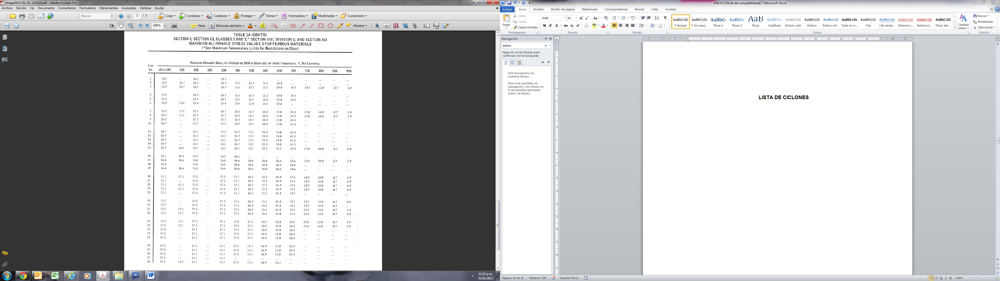 image2013-01-31-121029.pdf - Adobe Acrobat Pro
Archivo Edición Ver Documento Comentarios Formularios Herramientas Avanzadas Ventana Ayuda
Buscar 3 / 3 Crear Combinar Colaborar Proteger Firmar Formularios Multimedia Comentario
109% Nota Ediciones del texto Mostrar
TABLE 1A (CONT'D)
SECTION I; SECTION III, CLASSES 2 AND 3;* SECTION VIII, DIVISION 1; AND SECTION XII
MAXIMUM ALLOWABLE STRESS VALUES S FOR FERROUS MATERIALS
(*See Maximum Temperature Limits for Restrictions on Class)
Maximum Allowable Stress, ksi (Multiply by 1000 to Obtain psi), for Metal Temperature, °F, Not Exceeding
Line
No. -20 to 100 150 200 250 300 400 500 600 650 700 750 800 850 900
1 15.7 ... 15.7 ... 15.7 ... ... ... ... ... ... ... ... ...
2 15.7 15.7 15.7 ... 15.7 15.7 15.7 15.3 14.8 ... ... ... ... ...
3 15.7 15.7 15.7 ... 15.7 15.7 15.7 15.3 14.8 14.3 13.0 10.8 8.7 5.9
4 15.7 ... 15.7 ... 15.7 15.7 15.7 15.3 14.8 14.3 ... ... ... ...
5 15.7 ... 15.7 ... 15.7 15.7 15.7 15.3 14.8 14.3 ... ... ... ...
6 13.4 13.4 13.4 ... 13.4 13.4 13.4 13.0 12.6 ... ... ... ... ...
7 15.7 15.7 15.7 ... 15.7 15.7 15.7 15.3 14.8 14.3 13.0 10.8 8.7 5.9
8 15.7 15.7 15.7 ... 15.7 15.7 15.7 15.3 14.8 14.3 13.0 10.8 8.7 5.9
9 15.7 ... 15.7 ... 15.7 15.7 15.7 15.3 14.8 14.3 ... ... ... ...
10 15.7 ... 15.7 ... 15.7 15.7 15.7 15.3 14.8 14.3 ... ... ... ...
11 15.7 ... 15.7 ... 15.7 15.7 15.7 15.3 14.8 14.3 ... ... ... ...
12 15.7 ... 15.7 ... 15.7 15.7 15.7 15.3 14.8 14.3 ... ... ... ...
13 15.7 ... 15.7 ... 15.7 15.7 15.7 15.3 14.8 14.3 ... ... ... ...
14 15.7 ... 15.7 ... 15.7 15.7 15.7 15.3 14.8 14.3 ... ... ... ...
15 15.7 15.7 15.7 ... 15.7 15.7 15.7 15.7 15.7 15.6 13.0 10.8 8.7 5.9
16 16.1 16.1 16.1 ... 16.1 16.1 ... ... ... ... ... ... ... ...
17 16.6 16.6 16.6 ... 16.6 16.6 16.6 16.6 16.6 15.6 13.0 10.8 8.7 5.9
18 16.6 ... 16.6 ... 16.6 16.6 16.6 16.6 16.6 15.6 ... ... ... ...
19 16.6 16.6 16.6 ... 16.6 16.6 16.6 16.6 16.6 15.6 ... ... ... ...
20 17.1 17.1 17.1 ... 17.1 17.1 16.3 15.3 14.8 14.3 13.0 10.8 8.7 5.9
21 17.1 ... 17.1 ... 17.1 17.1 16.3 15.3 14.8 14.3 13.0 10.8 8.7 5.9
22 17.1 17.1 17.1 ... 17.1 17.1 16.3 15.3 14.8 14.3 13.0 10.8 8.7 5.9
23 17.1 17.1 17.1 ... 17.1 17.1 16.3 15.3 14.8 14.3 13.0 10.8 8.7 5.9
24 17.1 ... 17.1 ... 17.1 17.1 16.3 15.3 14.8 14.3 ... ... ... ...
25 17.1 ... 17.1 ... 17.1 17.1 16.3 15.3 14.8 14.3 13.0 10.8 8.7 5.9
26 17.1 ... 17.1 ... 17.1 17.1 16.3 15.3 14.8 14.3 13.0 10.8 8.7 ...
27 17.1 17.1 17.1 ... 17.1 17.1 16.3 15.3 14.8 14.3 13.0 10.8 8.7 5.9
28 17.1 17.1 17.1 ... 17.1 17.1 16.3 15.3 14.8 14.3 13.0 10.8 8.7 5.9
29 17.1 17.1 17.1 ... 17.1 17.1 17.1 16.4 15.8 15.3 13.0 10.8 8.7 5.9
30 17.1 17.1 17.1 ... 17.1 17.1 17.1 16.4 15.8 15.3 13.0 10.8 8.7 5.9
31 17.1 ... 17.1 ... 17.1 17.1 17.1 16.4 15.8 15.3 ... ... ... ...
32 17.1 ... 17.1 ... 17.1 17.1 17.1 16.4 15.8 15.3 ... ... ... ...
33 17.1 ... 17.1 ... 17.1 17.1 17.1 16.4 15.8 15.3 ... ... ... ...
34 17.1 ... 17.1 ... 17.1 17.1 17.1 16.4 15.8 15.3 ... ... ... ...
35 17.1 ... 17.1 ... 17.1 17.1 17.1 16.4 15.8 15.3 ... ... ... ...
36 17.1 ... 17.1 ... 17.1 17.1 17.1 16.4 15.8 15.3 ... ... ... ...
37 17.1 ... 17.1 ... 17.1 ... ... ... ... ... ... ... ... ...
38 17.1 17.1 17.1 ... 17.1 17.1 17.1 16.9 16.3 ... ... ... ... ...
12:23 p.m.
31/01/2013
ANEXO [Modo de compatibilidad] - Microsoft Word
Archivo Inicio Insertar Diseño de página Referencias Correspondencia Revisar Vista Acrobat
Pegar
Cortar
Copiar
Copiar formato
Portapapeles
Arial 11
N K S abc x₂ x² A
Fuente
Párrafo
AaBbCcDc AaBbCcDc AaBbC AaBbCc AaB AaBbCc. AaBbCcDc AaBbCcDc AaBbCcDc AaBbCcDc AaBbCcDc AaBbCcDc AaBbCcDc AaBbCcDc AaBbCcDc
¶ Normal ¶ Sin espa... Título 1 Título 2 Título Subtítulo Énfasis sutil Énfasis Énfasis int... Texto en n... Cita Cita desta... Referenci... Referenci... Título del ...
Cambiar estilos
Estilos
Buscar
Reemplazar
Seleccionar
Edición
Navegación
anexo
Haga clic en las flechas para
continuar con la búsqueda
Este documento no
contiene títulos.
Para crear pestañas de
navegación, cree títulos en
el documento aplicando
estilos de títulos.
LISTA DE CICLONES
Página: 10 de 21 Palabras: 330 Español (Perú) 130%